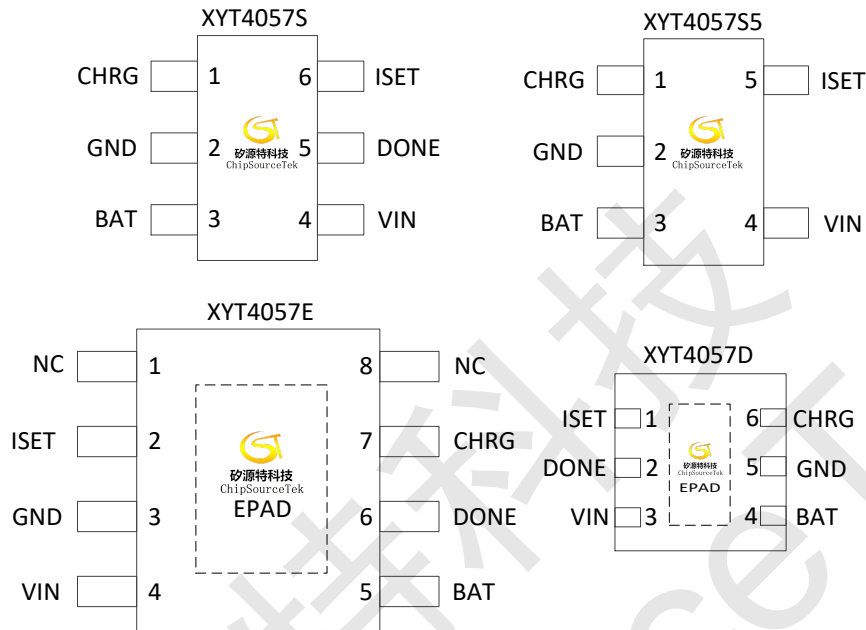 XYT4057S
CHRG 1 6 ISET
GND 2 5 DONE
BAT 3 4 VIN
矽源特科技
ChipSourceTek
XYT4057S5
CHRG 1 5 ISET
GND 2
BAT 3 4 VIN
矽源特科技
ChipSourceTek
XYT4057E
NC 1 8 NC
ISET 2 7 CHRG
GND 3 6 DONE
VIN 4 5 BAT
矽源特科技
ChipSourceTek
EPAD
XYT4057D
ISET 1 6 CHRG
DONE 2 5 GND
VIN 3 4 BAT
矽源特科技
ChipSourceTek
EPAD
特科技
ce T